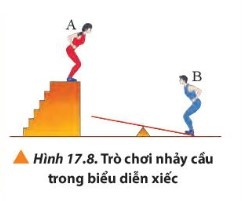 A
B
▲ Hình 17.8. Trò chơi nhảy cầu
trong biểu diễn xiếc